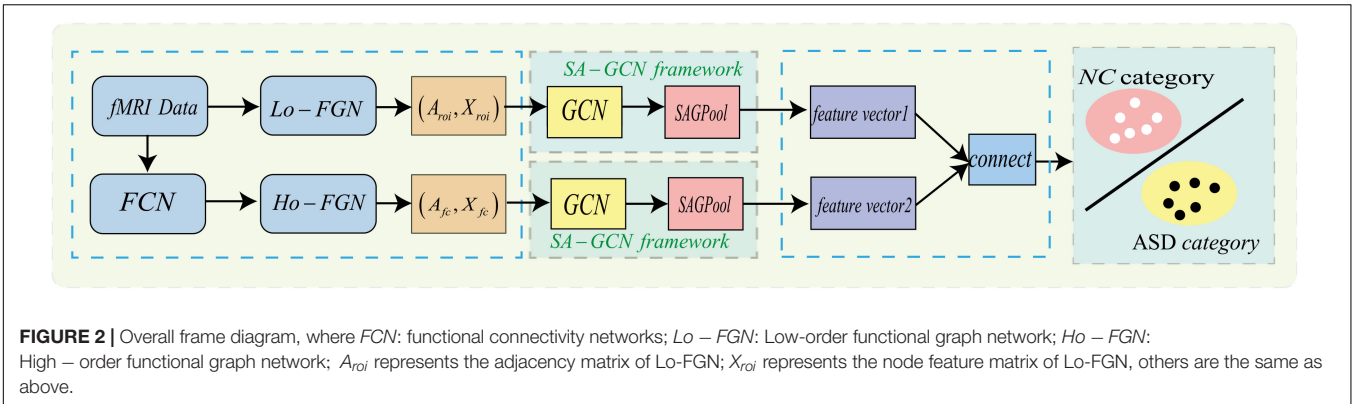 fMRI Data
Lo – FGN
(A_roi, X_roi)
SA – GCN framework
GCN
SAGPool
feature vector1
NC category
connect
FCN
Ho – FGN
(A_fc, X_fc)
GCN
SAGPool
SA – GCN framework
feature vector2
ASD category
FIGURE 2 | Overall frame diagram, where FCN: functional connectivity networks; Lo – FGN: Low-order functional graph network; Ho – FGN:
High – order functional graph network; A_roi represents the adjacency matrix of Lo-FGN; X_roi represents the node feature matrix of Lo-FGN, others are the same as
above.